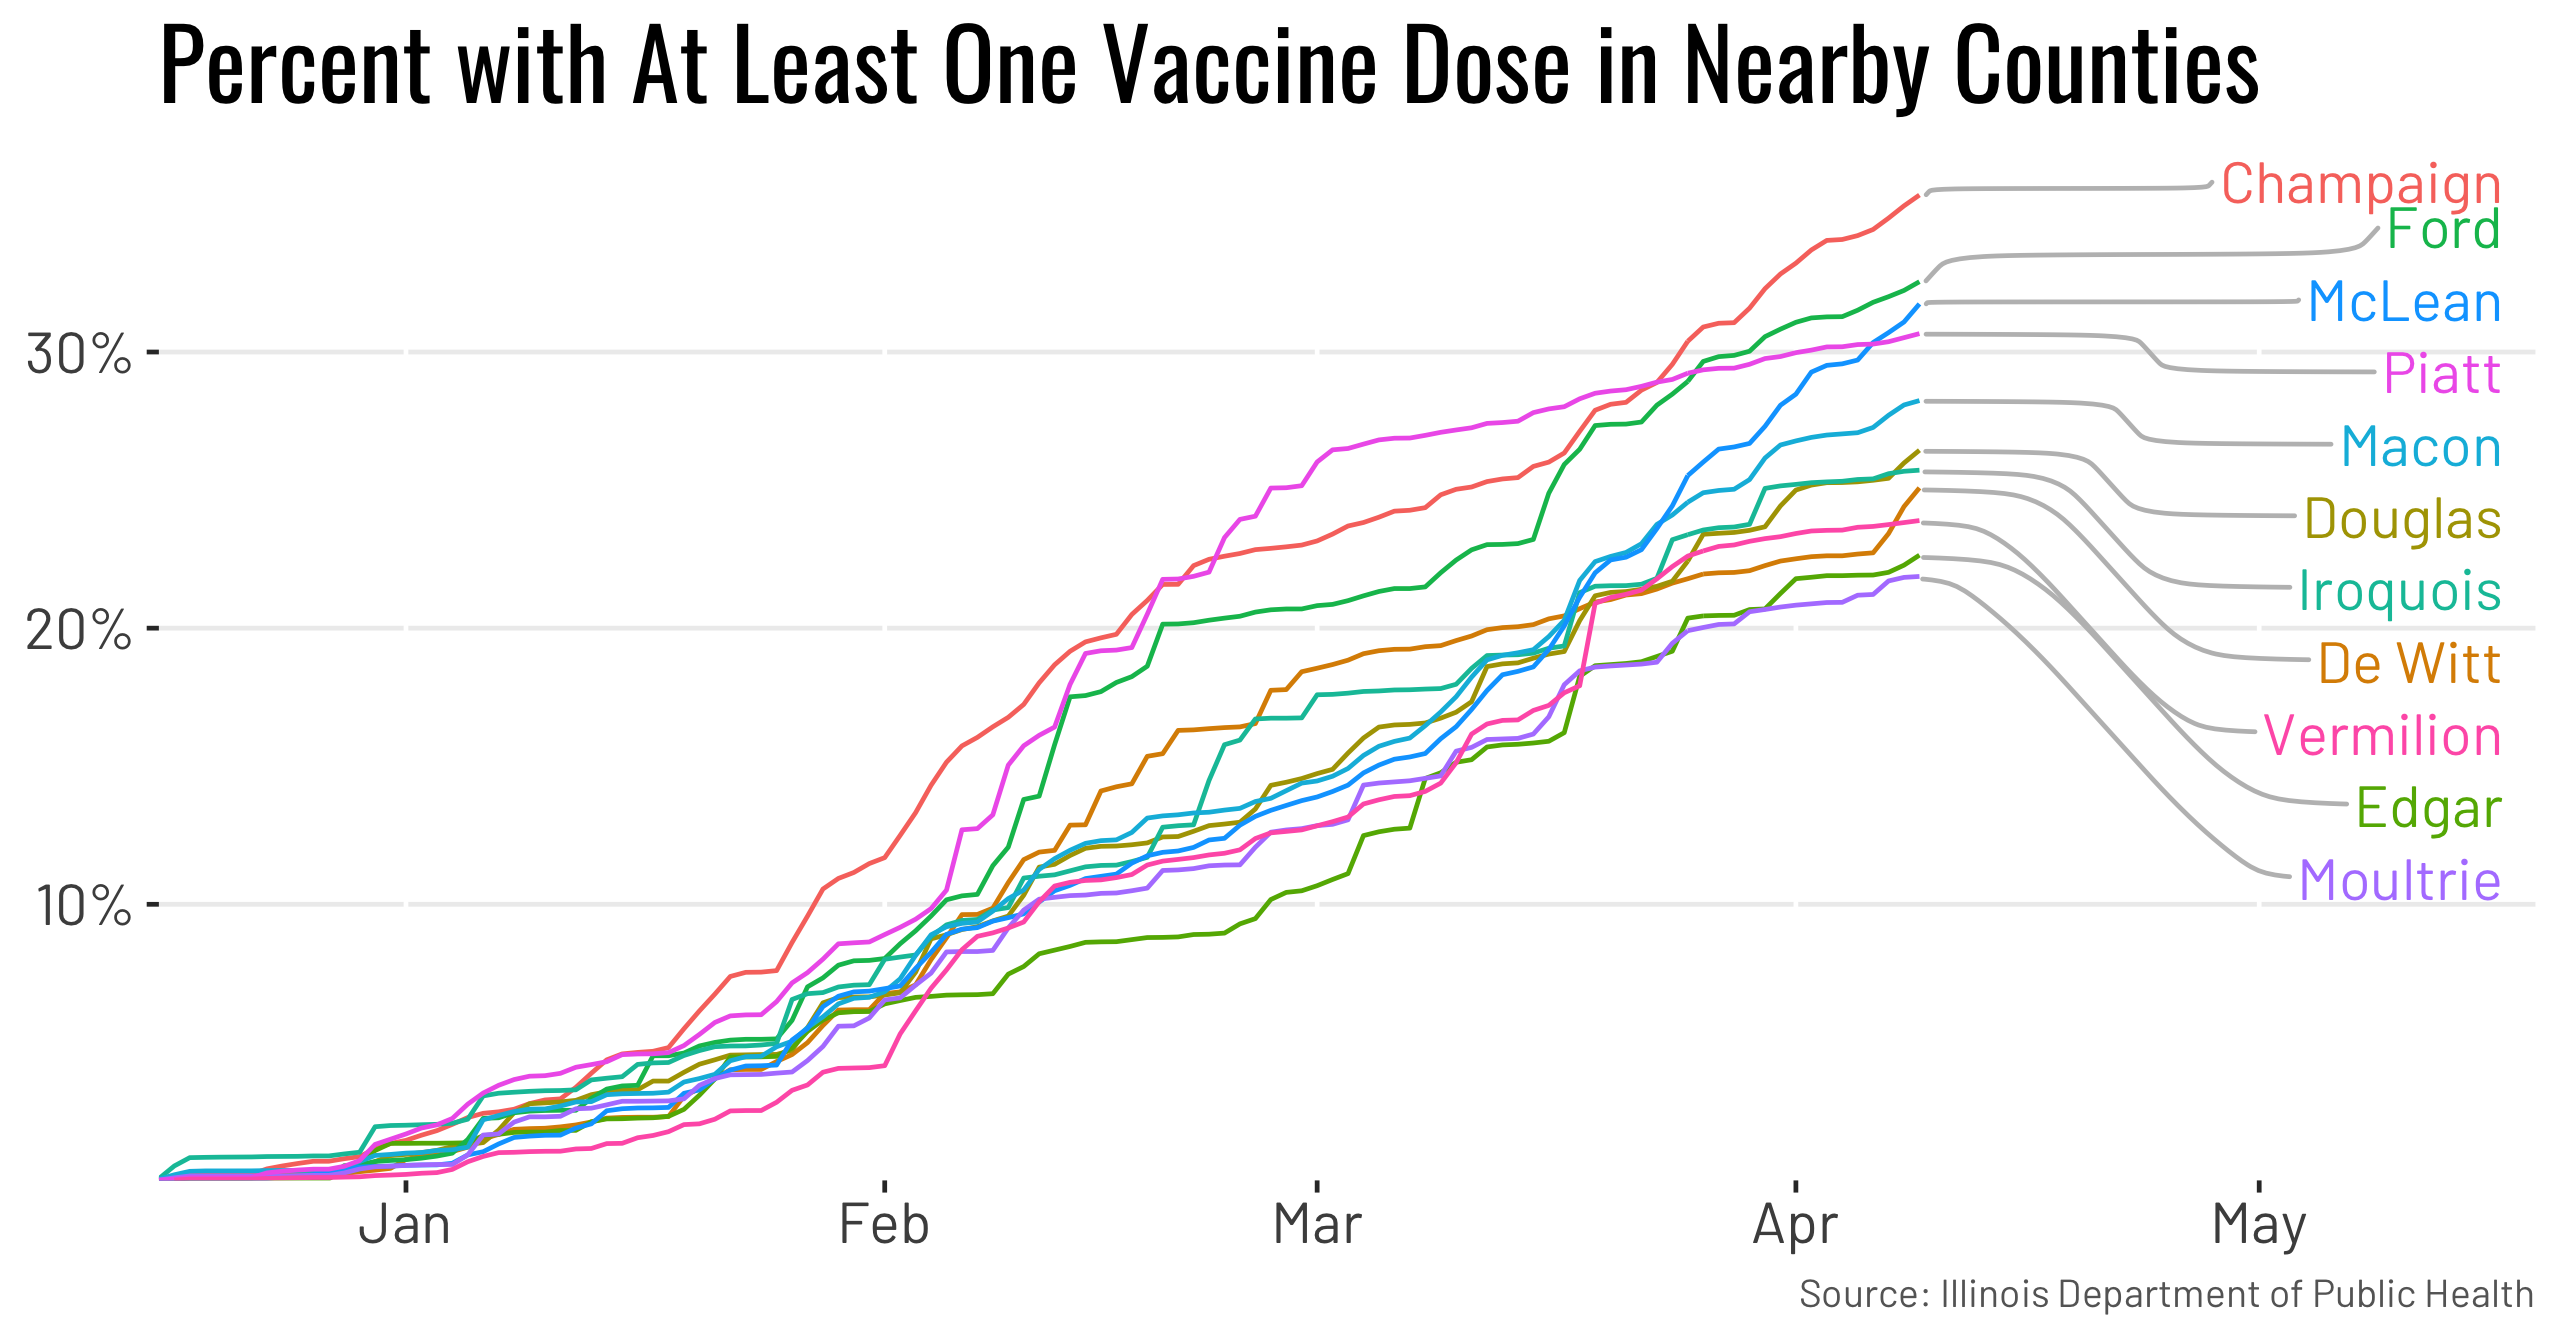 Percent with At Least One Vaccine Dose in Nearby Counties
Champaign
Ford
McLean
30%
Piatt
Macon
Douglas
Iroquois
20%
De Witt
Vermilion
Edgar
Moultrie
10%
Jan Feb Mar Apr May
Source: Illinois Department of Public Health